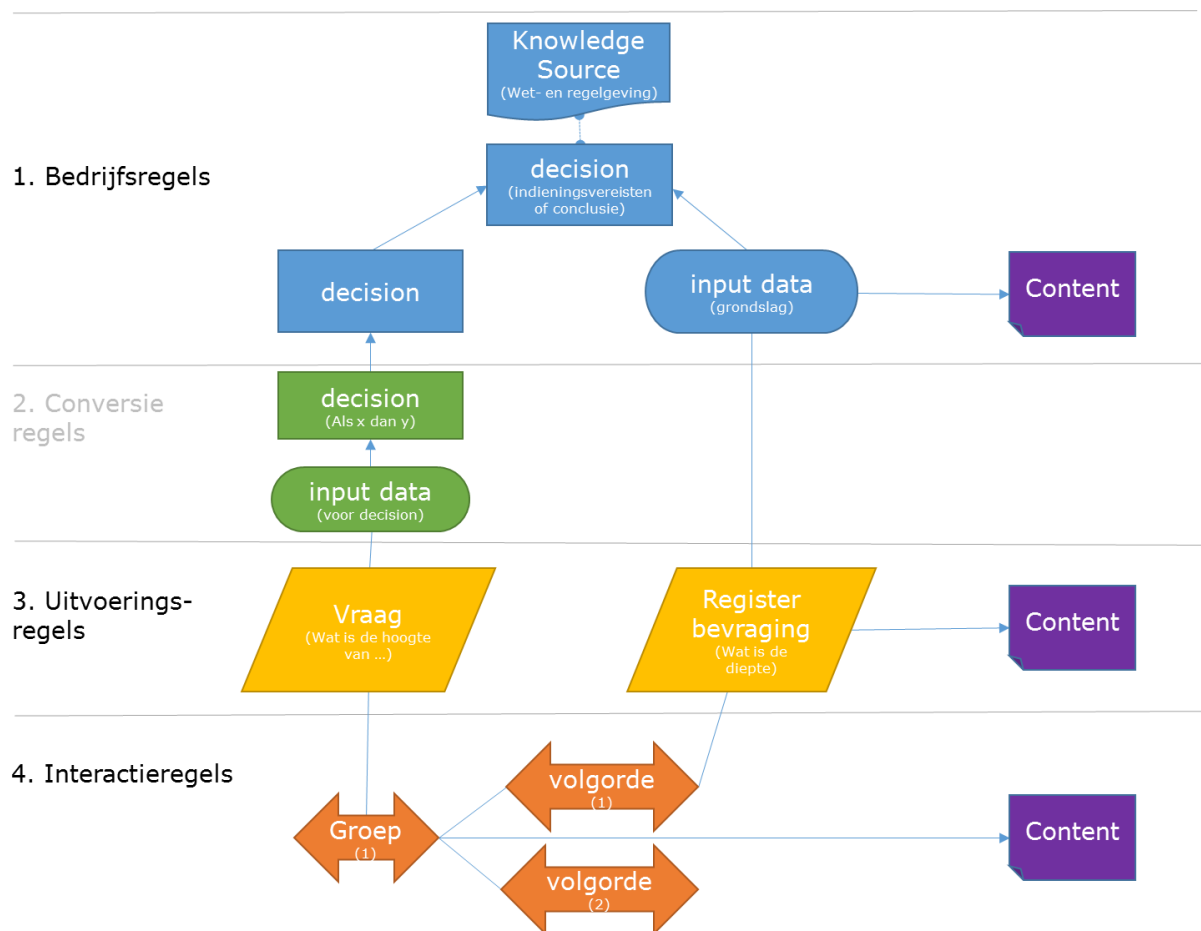 Knowledge
Source
(Wet- en regelgeving)
1. Bedrijfsregels
decision
(indieningsvereisten
of conclusie)
decision
input data
(grondslag)
Content
2. Conversie
regels
decision
(Als x dan y)
input data
(voor decision)
3. Uitvoerings-
regels
Vraag
(Wat is de hoogte
van ...)
Register
bevraging
(Wat is de
diepte)
Content
4. Interactieregels
volgorde
(1)
Groep
(1)
Content
volgorde
(2)